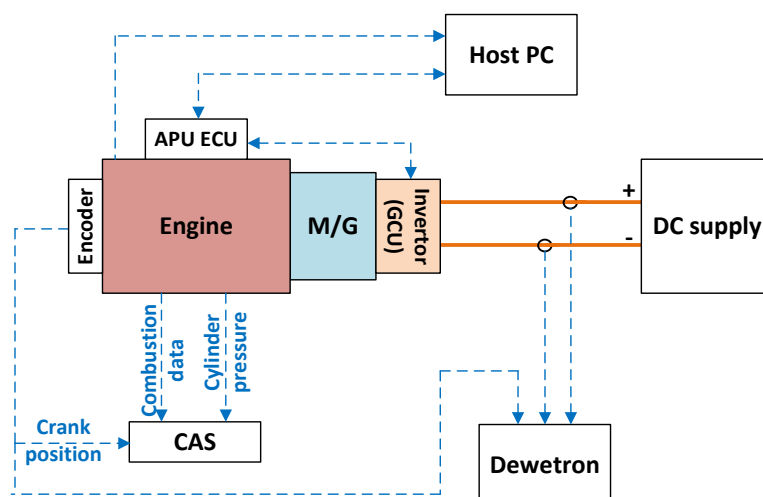 Host PC
APU ECU
Encoder
Engine
M/G
Invertor
(GCU)
+
-
DC supply
Combustion
data
Cylinder
pressure
Crank
position
CAS
Dewetron